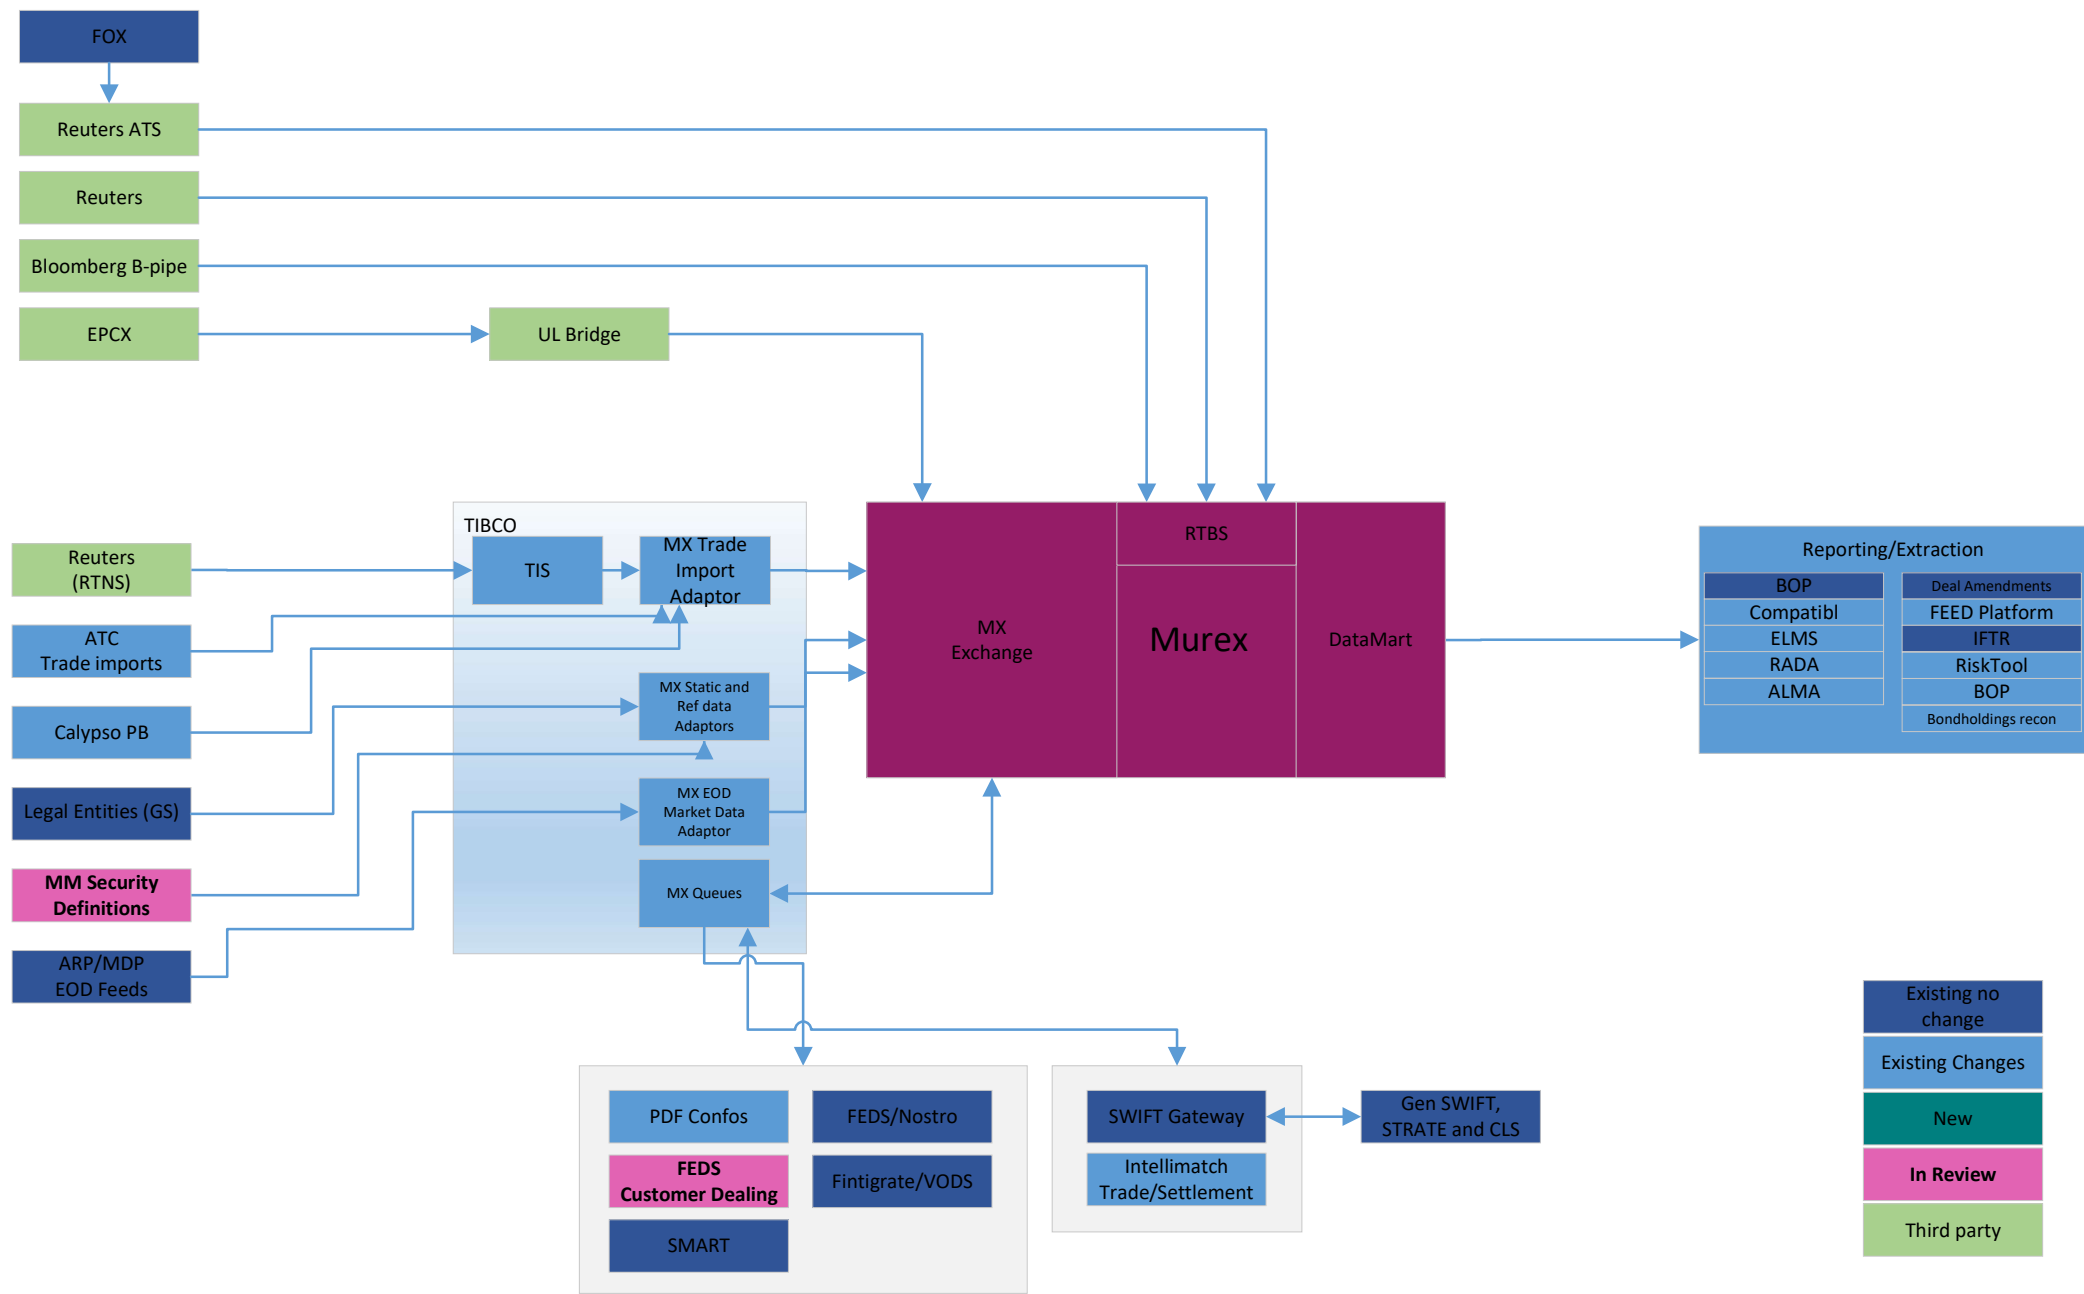 FOX
Reuters ATS
Reuters
Bloomberg B-pipe
EPCX
UL Bridge
TIBCO
Reuters
(RTNS)
TIS
MX Trade
Import
Adaptor
ATC
Trade imports
Calypso PB
MX Static and
Ref data
Adaptors
Legal Entities (GS)
MX EOD
Market Data
Adaptor
MM Security
Definitions
MX Queues
ARP/MDP
EOD Feeds
MX
Exchange
RTBS
Murex
DataMart
Reporting/Extraction
BOP
Compatibl
ELMS
RADA
ALMA
Deal Amendments
FEED Platform
IFTR
RiskTool
BOP
Bondholdings recon
PDF Confos
FEDS/Nostro
FEDS
Customer Dealing
Fintigrate/VODS
SMART
SWIFT Gateway
Intellimatch
Trade/Settlement
Gen SWIFT,
STRATE and CLS
Existing no
change
Existing Changes
New
In Review
Third party